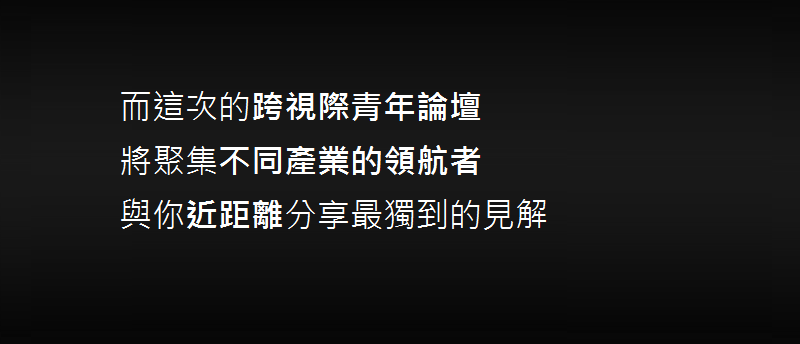 而這次的跨視際青年論壇
將聚集不同產業的領航者
與你近距離分享最獨到的見解